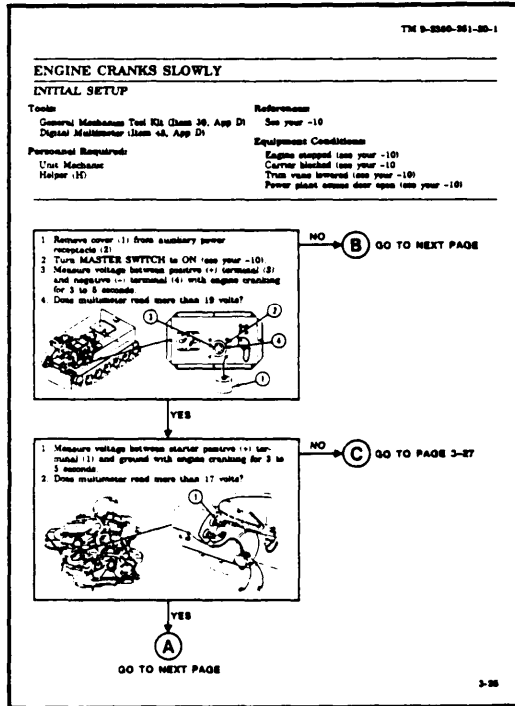 TM 9-2350-261-20-1
ENGINE CRANKS SLOWLY
INITIAL SETUP
Tools:
General Mechanics Tool Kit (Item 30, App D)
Digital Multimeter (Item 48, App D)
Personnel Required:
Unit Mechanic
Helper (H)
References:
See your -10
Equipment Conditions:
Engine stopped (see your -10)
Carrier blocked (see your -10
Trim vane lowered (see your -10)
Power plant access door open (see your -10)
1 Remove cover (1) from auxiliary power
receptacle (2)
2 Turn MASTER SWITCH to ON (see your -10).
3 Measure voltage between positive (+) terminal (3)
and negative (-) terminal (4) with engine cranking
for 3 to 5 seconds.
4. Does multimeter read more than 19 volts?
3
2
4
1
NO
B GO TO NEXT PAGE
YES
1 Measure voltage between starter positive (+) ter-
minal (1) and ground with engine cranking for 3 to
5 seconds
2. Does multimeter read more than 17 volts?
1
NO
C GO TO PAGE 3-27
YES
A
GO TO NEXT PAGE